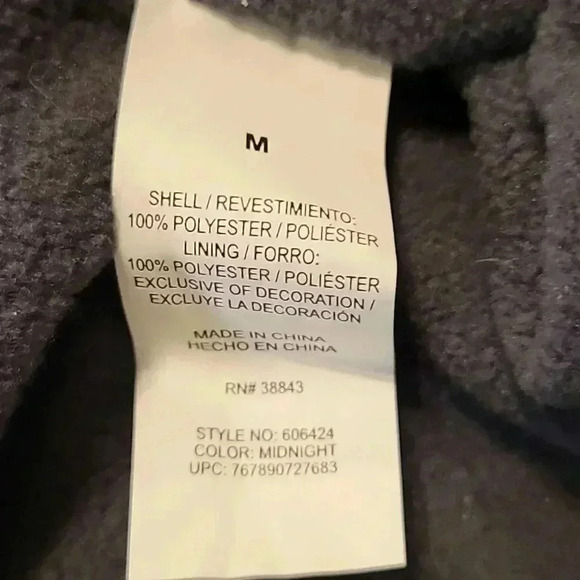 M
SHELL / REVESTIMIENTO:
100% POLYESTER / POLIÉSTER
LINING / FORRO:
100% POLYESTER / POLIÉSTER
EXCLUSIVE OF DECORATION /
EXCLUYE LA DECORACIÓN
MADE IN CHINA
HECHO EN CHINA
RN# 38843
STYLE NO: 606424
COLOR: MIDNIGHT
UPC: 767890727683